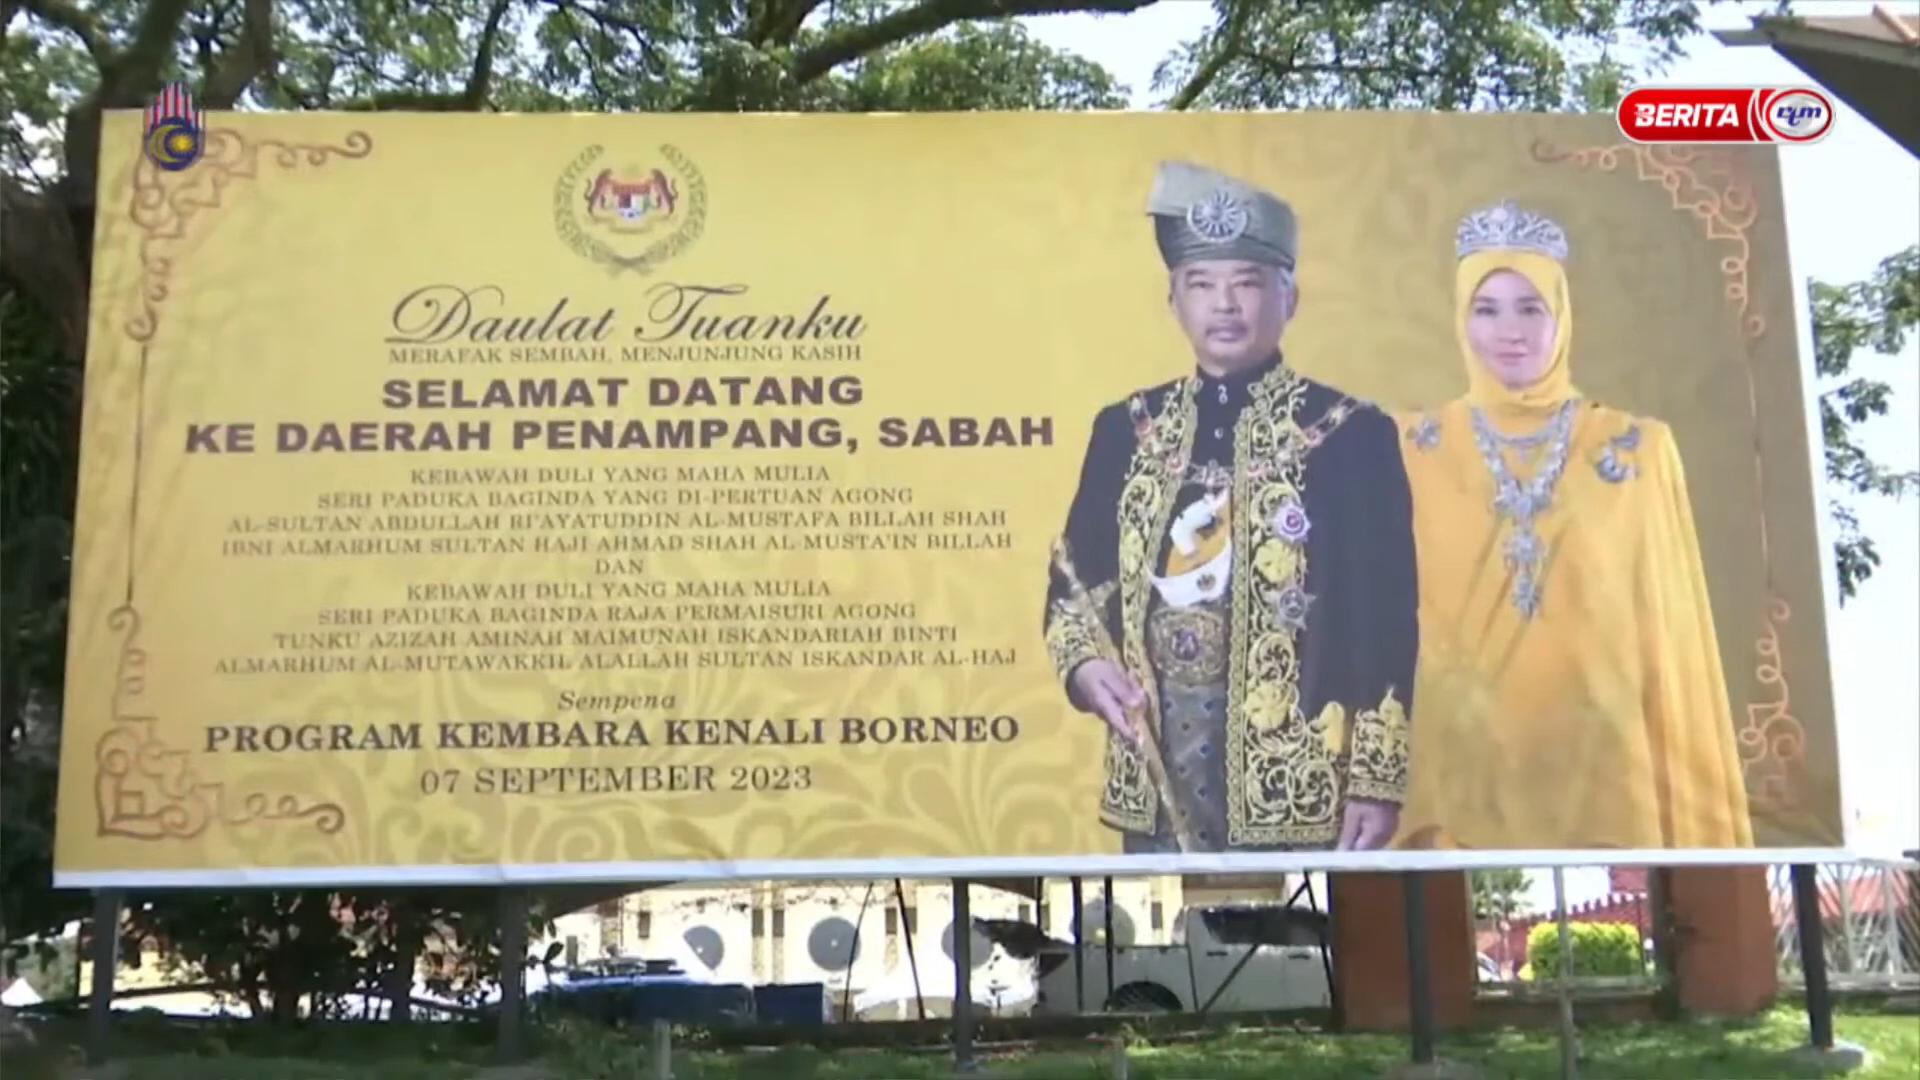 BERITA rtm
Daulat Tuanku
MERAFAK SEMBAH, MENJUNJUNG KASIH
SELAMAT DATANG
KE DAERAH PENAMPANG, SABAH
KEBAWAH DULI YANG MAHA MULIA
SERI PADUKA BAGINDA YANG DI-PERTUAN AGONG
AL-SULTAN ABDULLAH RI'AYATUDDIN AL-MUSTAFA BILLAH SHAH
IBNI ALMARHUM SULTAN HAJI AHMAD SHAH AL-MUSTA'IN BILLAH
DAN
KEBAWAH DULI YANG MAHA MULIA
SERI PADUKA BAGINDA RAJA PERMAISURI AGONG
TUNKU AZIZAH AMINAH MAIMUNAH ISKANDARIAH BINTI
ALMARHUM AL-MUTAWAKKIL ALALLAH SULTAN ISKANDAR AL-HAJ
Sempena
PROGRAM KEMBARA KENALI BORNEO
07 SEPTEMBER 2023